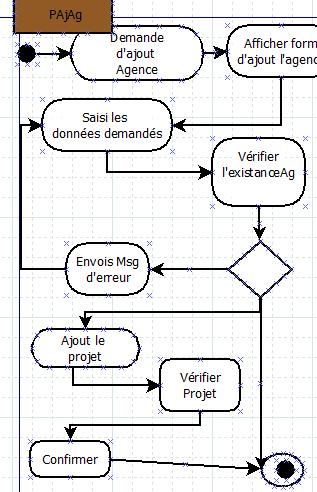 PAjAg
Demande
d'ajout
Agence
Afficher form
d'ajout l'agenc
Saisi les
données demandés
Vérifier
l'existanceAg
Envois Msg
d'erreur
Ajout le
projet
Vérifier
Projet
Confirmer